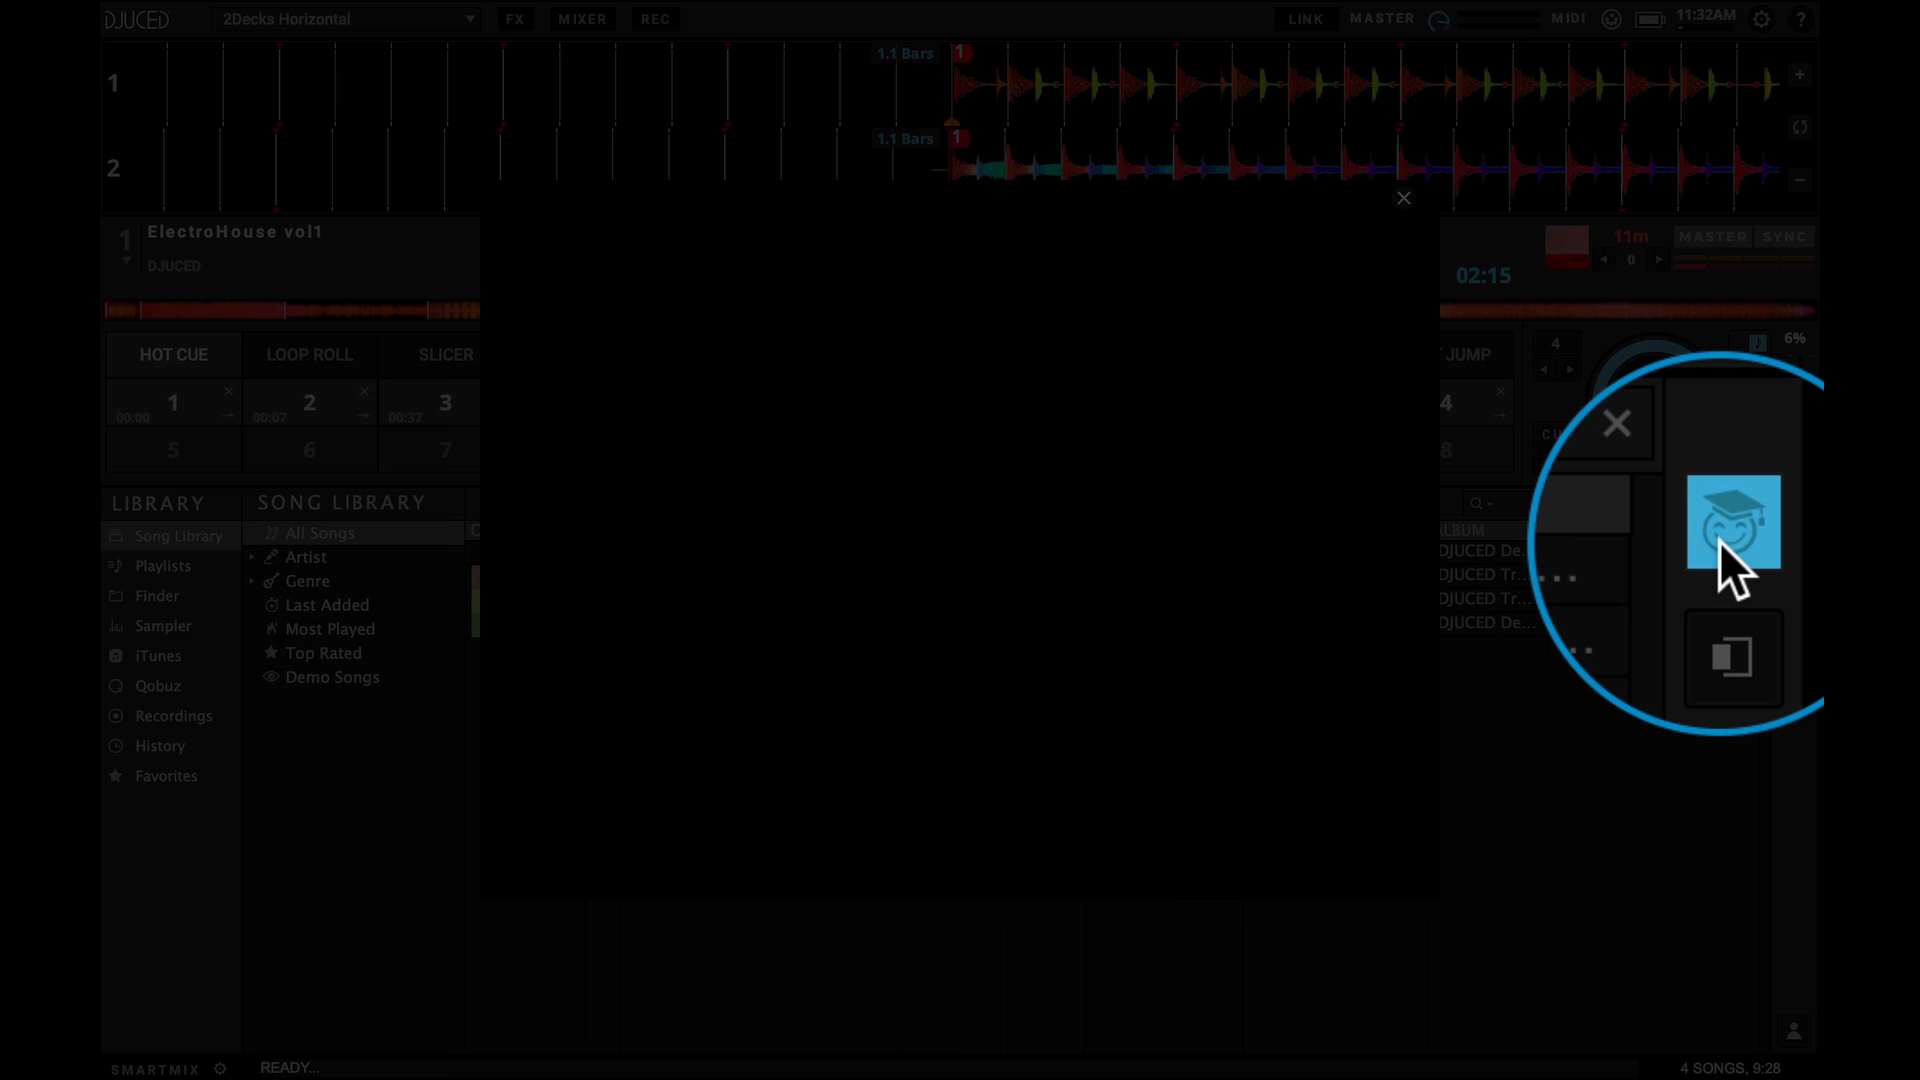 DJUCED 2Decks Horizontal FX MIXER REC LINK MASTER MIDI 11:32AM ?
1 1.1 Bars 1
2 1.1 Bars 1
1 ElectroHouse vol1
DJUCED
02:15 11m 0 MASTER SYNC
HOT CUE LOOP ROLL SLICER JUMP 4 6%
1 00:00 2 00:07 3 00:37 4
5 6 7 8
LIBRARY SONG LIBRARY
Song Library
Playlists
Finder
Sampler
iTunes
Qobuz
Recordings
History
Favorites
All Songs
Artist
Genre
Last Added
Most Played
Top Rated
Demo Songs
ALBUM
DJUCED De...
DJUCED Tr...
DJUCED Tr...
DJUCED De...
SMARTMIX READY... 4 SONGS, 9:28